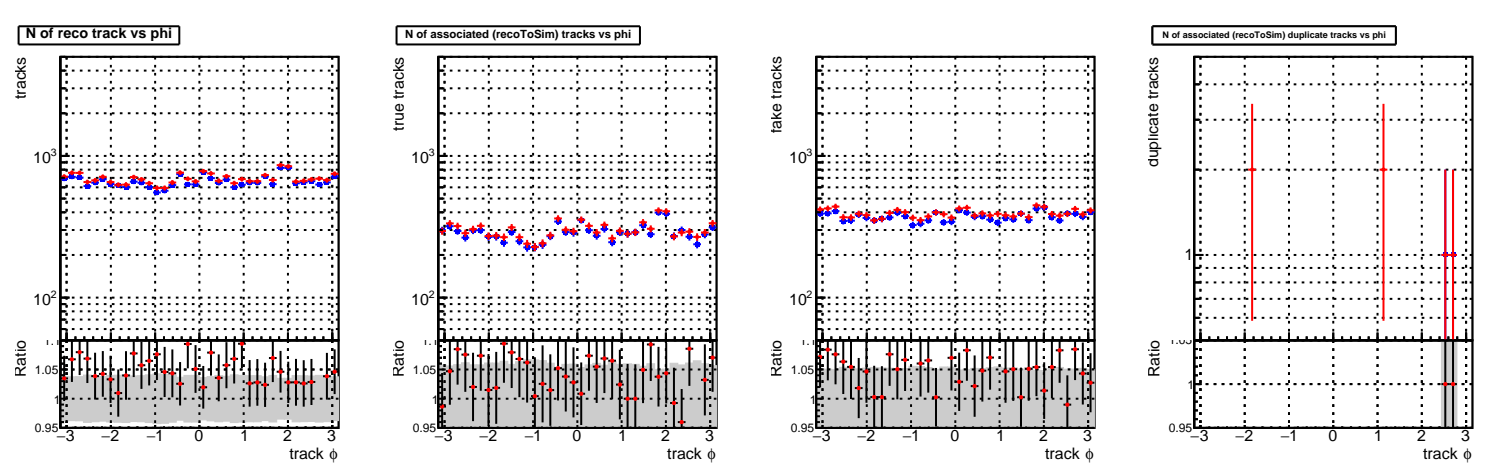 N of reco track vs phi
tracks
10³
10²
Ratio
1.05
1
0.95
−3 −2 −1 0 1 2 3
track ϕ
N of associated (recoToSim) tracks vs phi
true tracks
10³
10²
Ratio
1.05
1
0.95
−3 −2 −1 0 1 2 3
track ϕ
fake tracks
10³
10²
Ratio
1.05
1
0.95
−3 −2 −1 0 1 2 3
track ϕ
N of associated (recoToSim) duplicate tracks vs phi
duplicate tracks
1
Ratio
1
0.95
−3 −2 −1 0 1 2 3
track ϕ